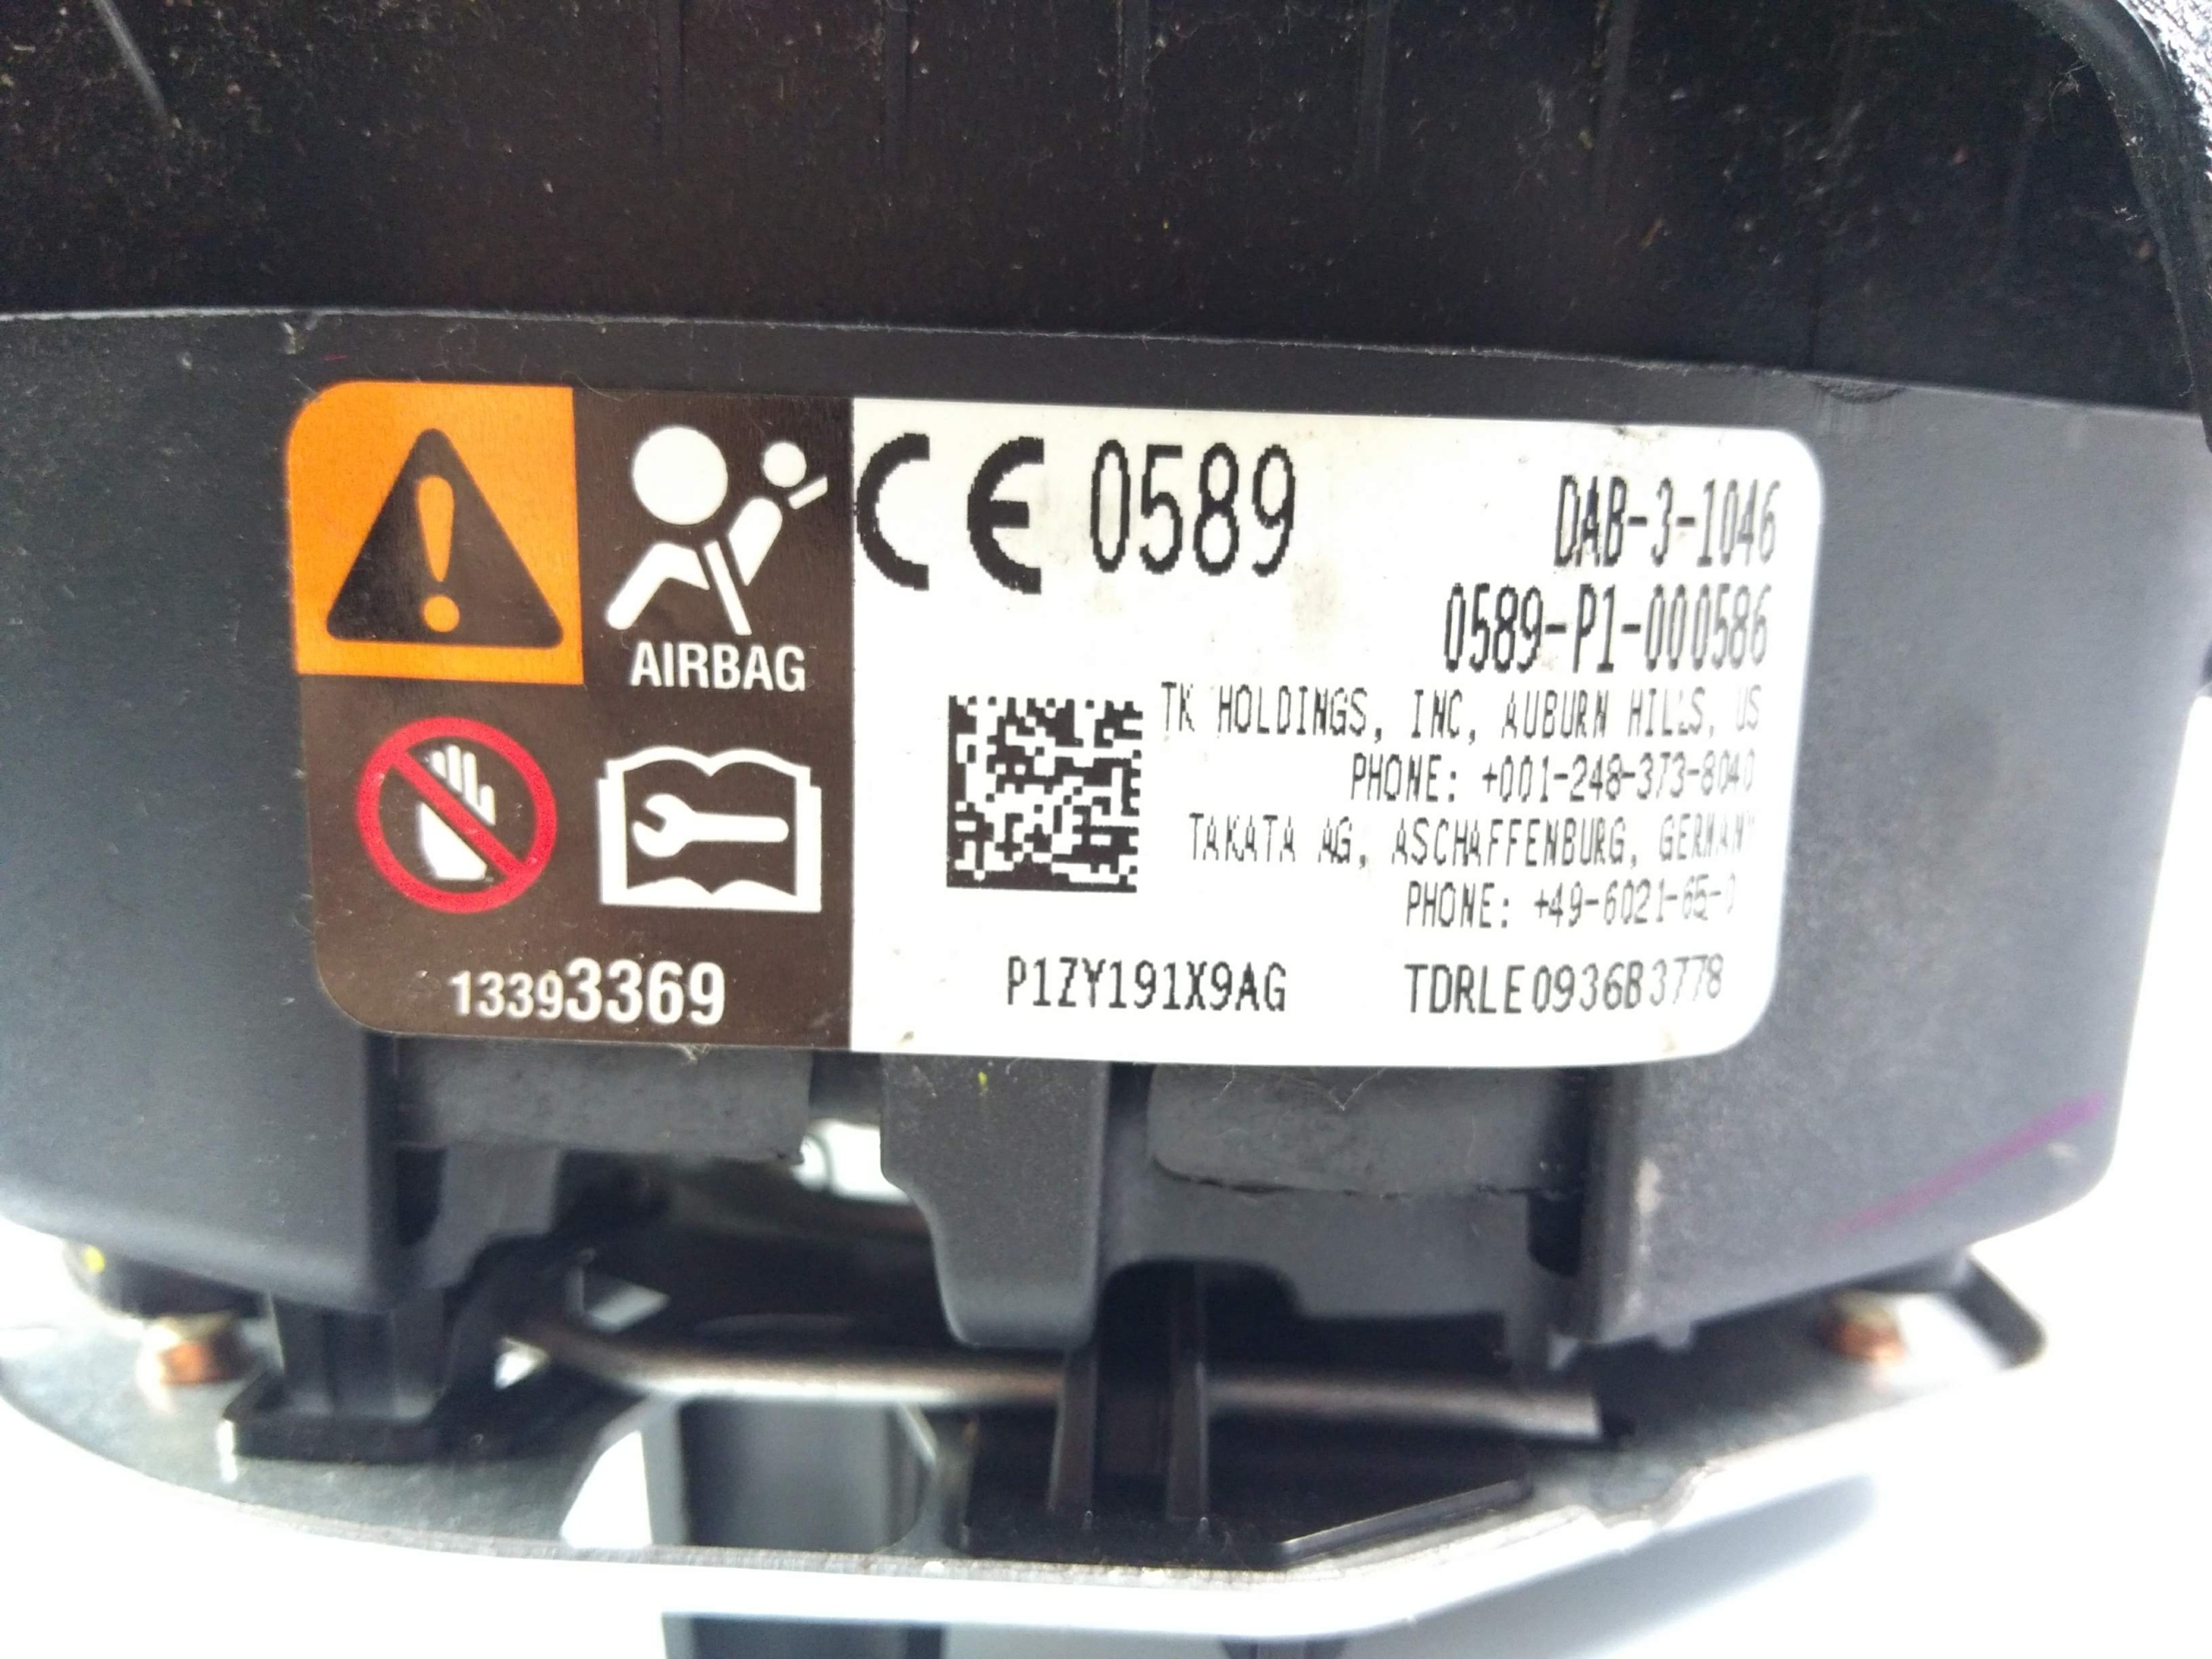 AIRBAG
13393369
CE 0589
DAB-3-1046
0589-P1-000586
TK HOLDINGS, INC, AUBURN HILLS, US
PHONE: +001-248-373-8040
TAKATA AG, ASCHAFFENBURG, GERMANY
PHONE: +49-6021-65-0
P1ZY191X9AG
TDRLE0936B3778